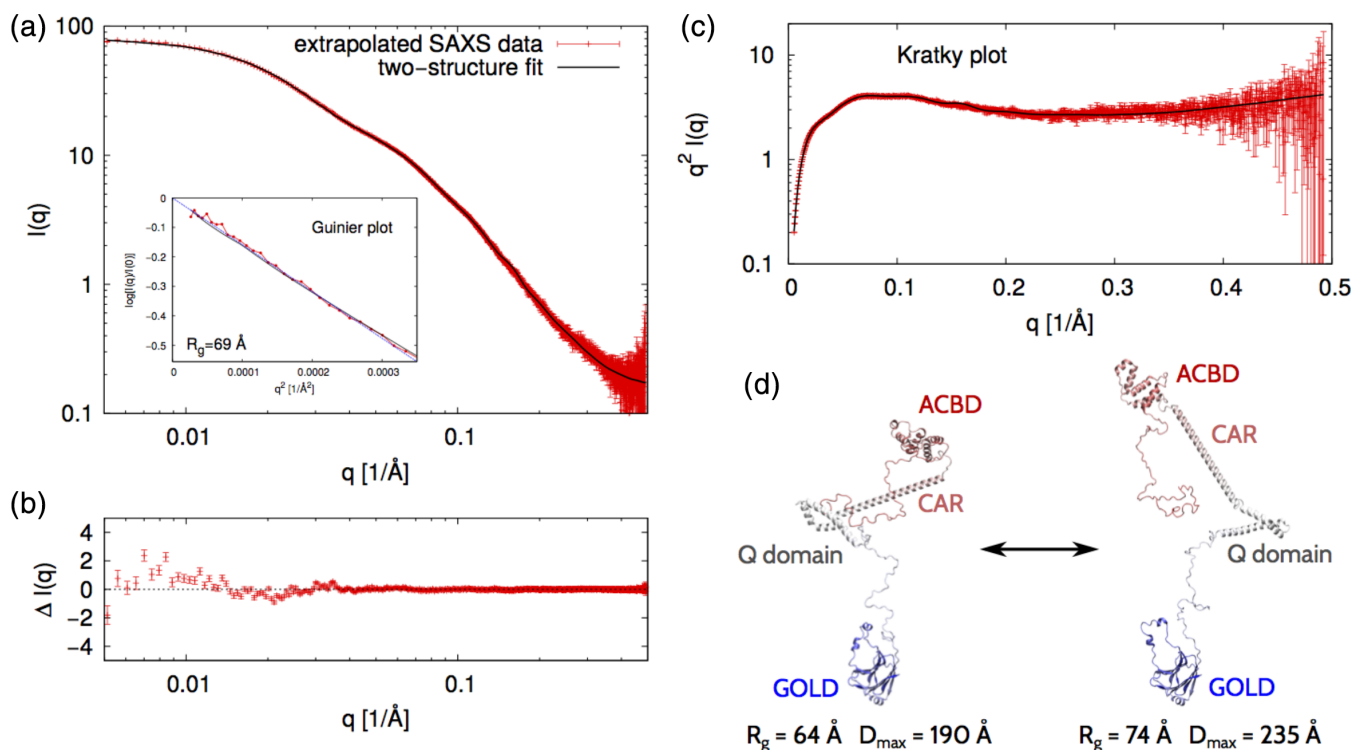 (a)
100
10
1
0.1
I(q)
extrapolated SAXS data
two-structure fit
0
-0.1
-0.2
-0.3
-0.4
-0.5
log[I(q)/I(0)]
Guinier plot
Rg=69 Å
0 0.0001 0.0002 0.0003
q² [1/Å²]
0.01 0.1
q [1/Å]
(b)
4
2
0
-2
-4
Δ I(q)
0.01 0.1
q [1/Å]
(c)
10
1
0.1
q² I(q)
Kratky plot
0 0.1 0.2 0.3 0.4 0.5
q [1/Å]
(d)
ACBD
CAR
Q domain
GOLD
Rg = 64 Å Dmax = 190 Å
ACBD
CAR
Q domain
GOLD
Rg = 74 Å Dmax = 235 Å